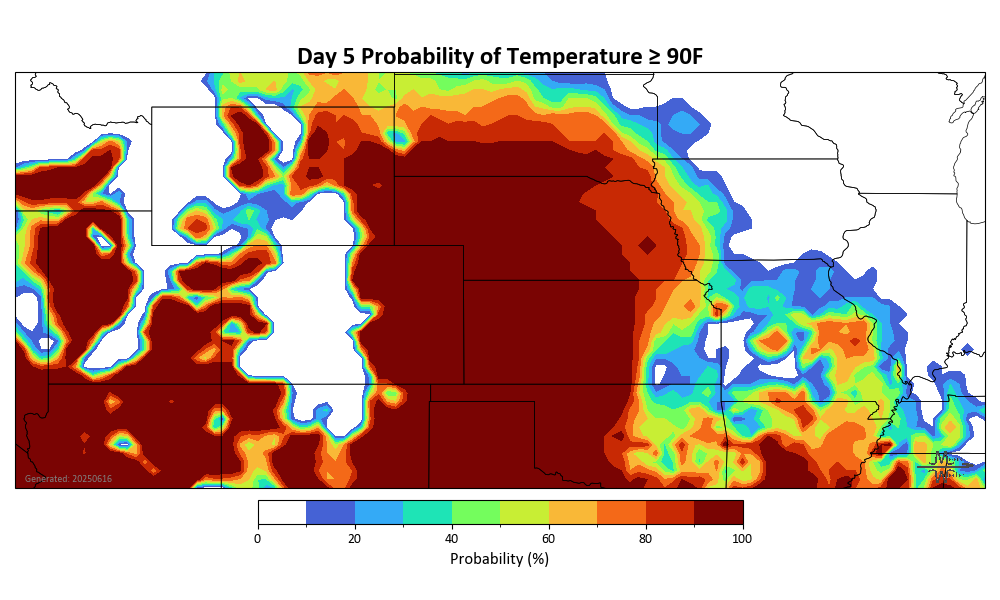 Day 5 Probability of Temperature ≥ 90F
Generated: 20250616
0 20 40 60 80 100
Probability (%)